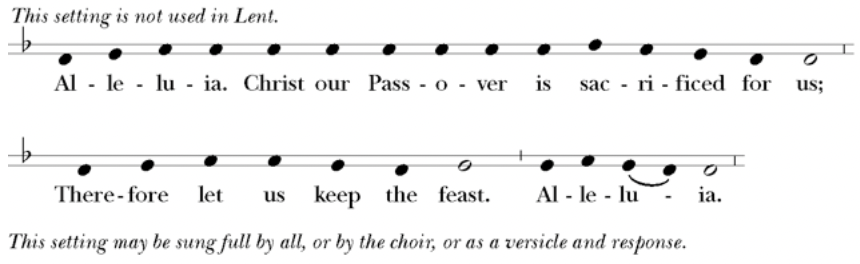 This setting is not used in Lent.
Al - le - lu - ia. Christ our Pass - o - ver is sac - ri - ficed for us;
There - fore let us keep the feast. Al - le - lu - ia.
This setting may be sung full by all, or by the choir, or as a versicle and response.